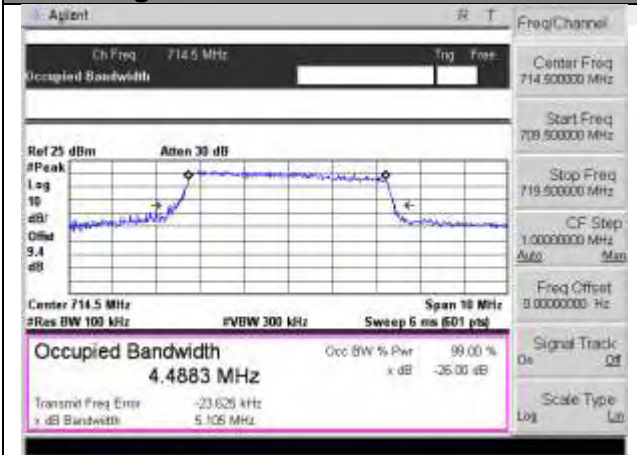 Agilent
R T
Ch Freq 714.5 MHz
Trig Free
Occupied Bandwidth
Ref 25 dBm
Atten 30 dB
#Peak
Log
10
dB/
Offst
9.4
dB
Center 714.5 MHz
Span 10 MHz
#Res BW 100 kHz
#VBW 300 kHz
Sweep 6 ms (601 pts)
Occupied Bandwidth
4.4883 MHz
Occ BW % Pwr 99.00 %
x dB -26.00 dB
Transmit Freq Error -23.625 kHz
x dB Bandwidth 5.105 MHz
Freq/Channel
Center Freq
714.500000 MHz
Start Freq
709.500000 MHz
Stop Freq
719.500000 MHz
CF Step
1.00000000 MHz
Auto Man
Freq Offset
0.00000000 Hz
Signal Track
On Off
Scale Type
Log Lin